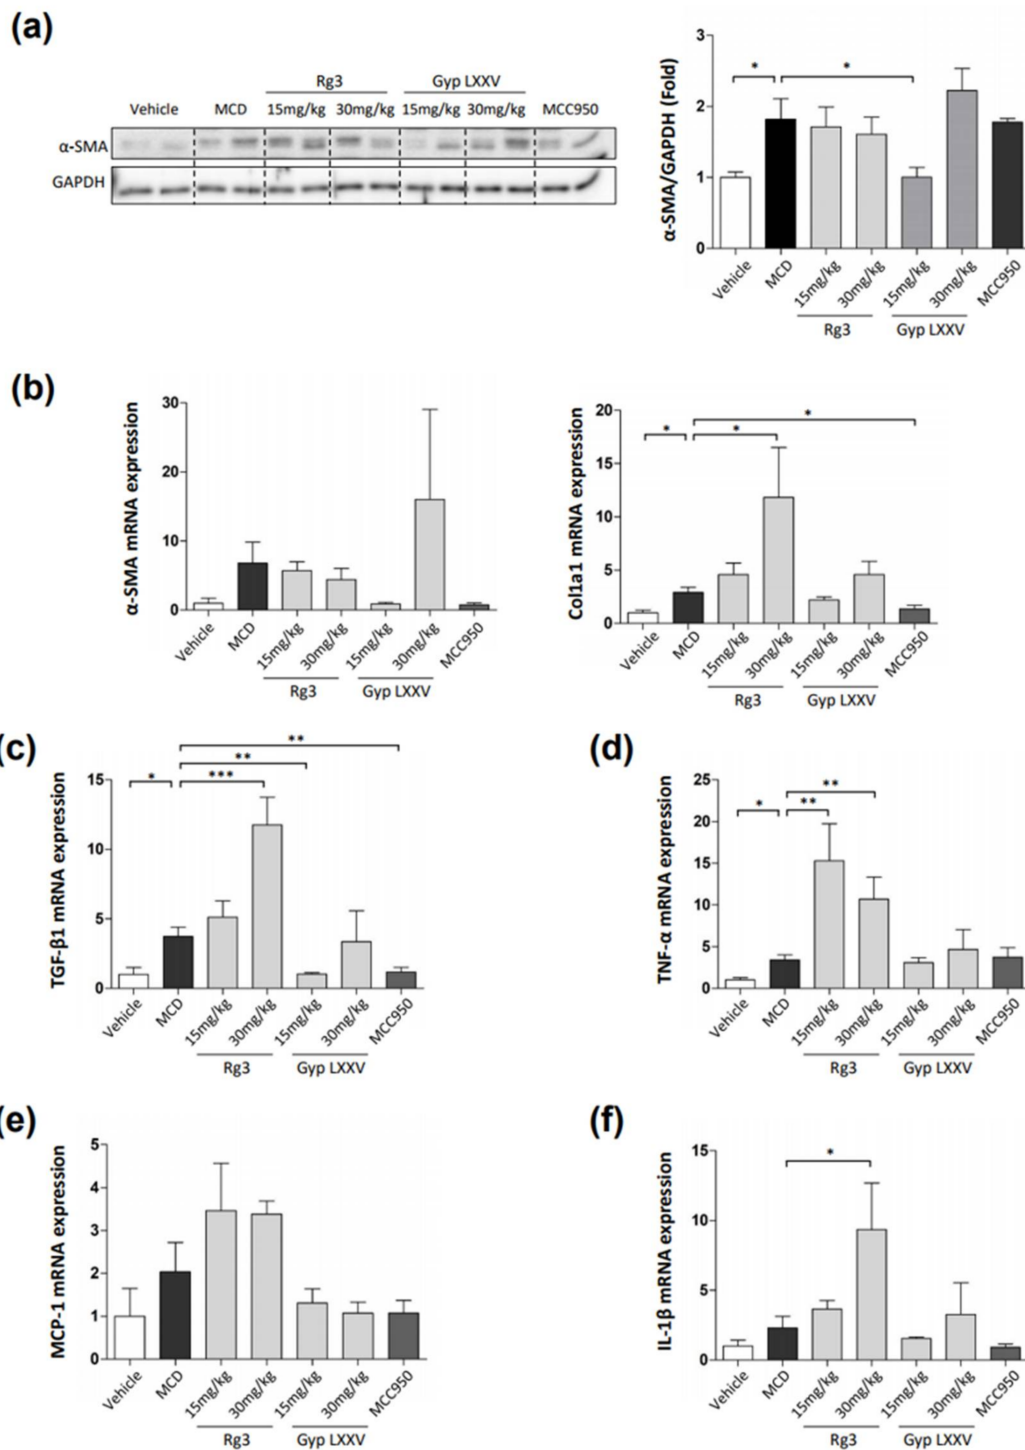 (a)
Rg3 Gyp LXXV
Vehicle MCD 15mg/kg 30mg/kg 15mg/kg 30mg/kg MCC950
α-SMA
GAPDH
α-SMA/GAPDH (Fold)
3
2
1
0
* *
Vehicle MCD 15mg/kg 30mg/kg 15mg/kg 30mg/kg MCC950
Rg3 Gyp LXXV
(b)
α-SMA mRNA expression
30
20
10
0
Vehicle MCD 15mg/kg 30mg/kg 15mg/kg 30mg/kg MCC950
Rg3 Gyp LXXV
Col1a1 mRNA expression
20
15
10
5
0
*
* *
Vehicle MCD 15mg/kg 30mg/kg 15mg/kg 30mg/kg MCC950
Rg3 Gyp LXXV
(c)
TGF-β1 mRNA expression
15
10
5
0
**
**
* ***
Vehicle MCD 15mg/kg 30mg/kg 15mg/kg 30mg/kg MCC950
Rg3 Gyp LXXV
(d)
TNF-α mRNA expression
25
20
15
10
5
0
**
* **
Vehicle MCD 15mg/kg 30mg/kg 15mg/kg 30mg/kg MCC950
Rg3 Gyp LXXV
(e)
MCP-1 mRNA expression
5
4
3
2
1
0
Vehicle MCD 15mg/kg 30mg/kg 15mg/kg 30mg/kg MCC950
Rg3 Gyp LXXV
(f)
IL-1β mRNA expression
15
10
5
0
*
Vehicle MCD 15mg/kg 30mg/kg 15mg/kg 30mg/kg MCC950
Rg3 Gyp LXXV